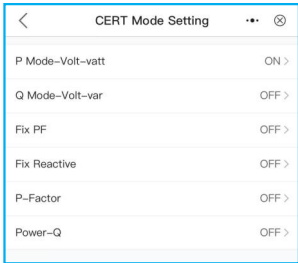 CERT Mode Setting
P Mode-Volt-watt ON
Q Mode-Volt-var OFF
Fix PF OFF
Fix Reactive OFF
P-Factor OFF
Power-Q OFF